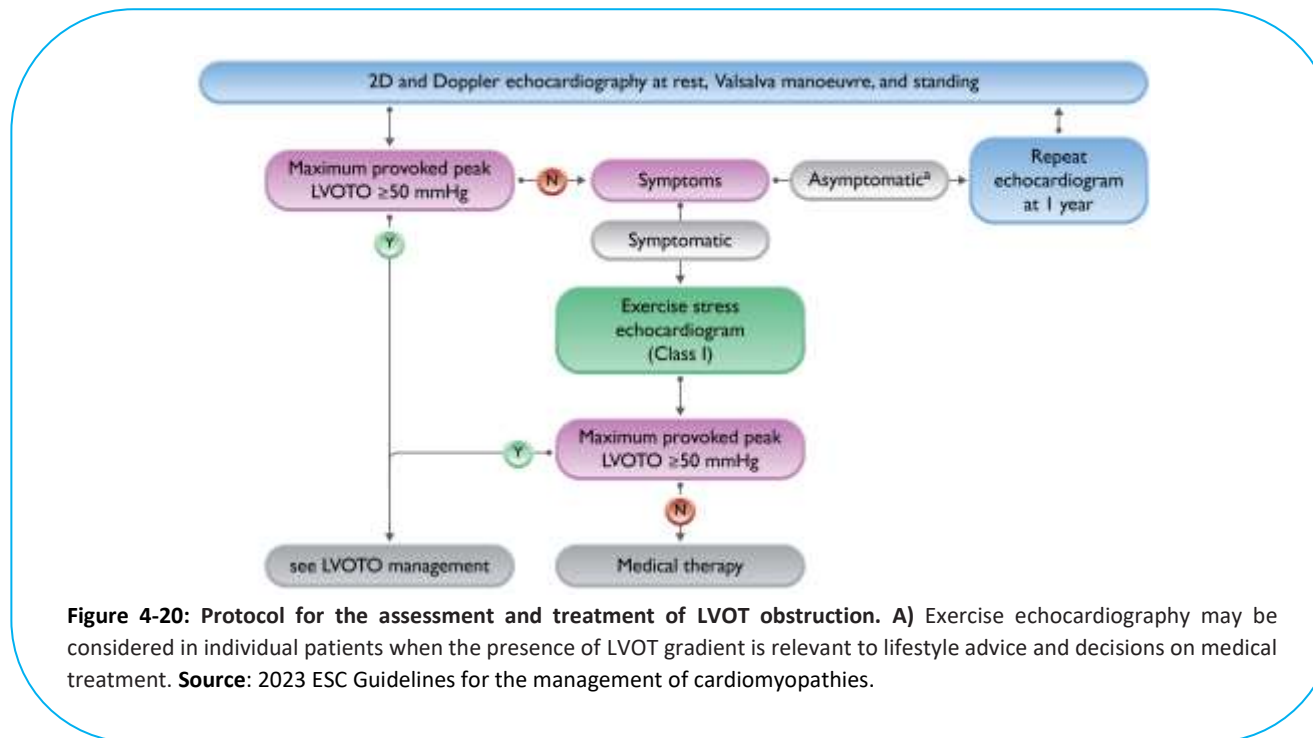 2D and Doppler echocardiography at rest, Valsalva manoeuvre, and standing
Maximum provoked peak
LVOTO ≥50 mmHg
N
Symptoms
Asymptomaticª
Repeat
echocardiogram
at 1 year
Y
Symptomatic
Exercise stress
echocardiogram
(Class I)
Y
Maximum provoked peak
LVOTO ≥50 mmHg
N
see LVOTO management
Medical therapy
Figure 4-20: Protocol for the assessment and treatment of LVOT obstruction. A) Exercise echocardiography may be
considered in individual patients when the presence of LVOT gradient is relevant to lifestyle advice and decisions on medical
treatment. Source: 2023 ESC Guidelines for the management of cardiomyopathies.